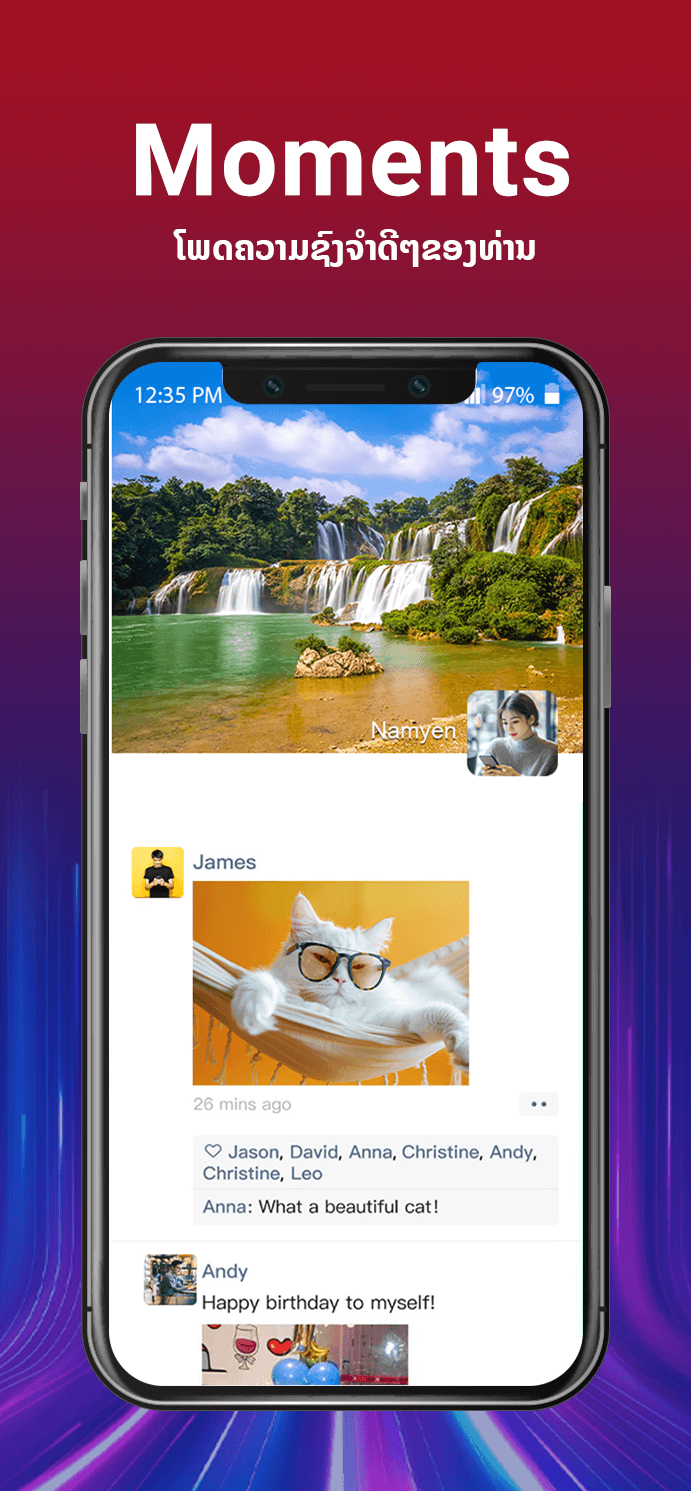 Moments
ໂພດຄວາມຊົງຈຳດີໆຂອງທ່ານ
12:35 PM 97%
Namyen
James
26 mins ago
Jason, David, Anna, Christine, Andy,
Christine, Leo
Anna: What a beautiful cat!
Andy
Happy birthday to myself!